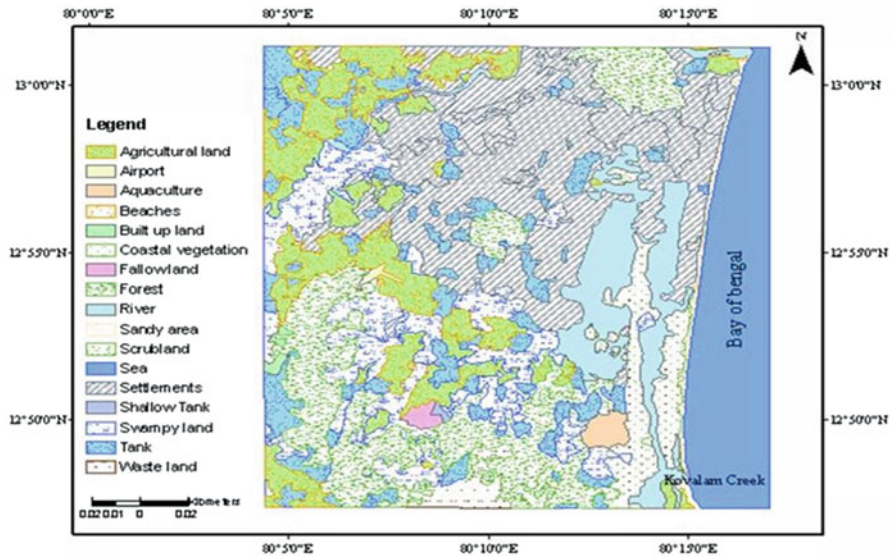 80°0'0"E 80°5'0"E 80°10'0"E 80°15'0"E
N
13°0'0"N 13°0'0"N
Legend
Agricultural land
Airport
Aquaculture
Beaches
Built up land
Coastal vegetation
Fallowland
Forest
River
Sandy area
Scrubland
Sea
Settlements
Shallow Tank
Swampy land
Tank
Waste land
12°55'0"N 12°55'0"N
Bay of bengal
12°50'0"N 12°50'0"N
Kovalam Creek
Kilometers
0.02 0.01 0 0.02
80°5'0"E 80°10'0"E 80°15'0"E